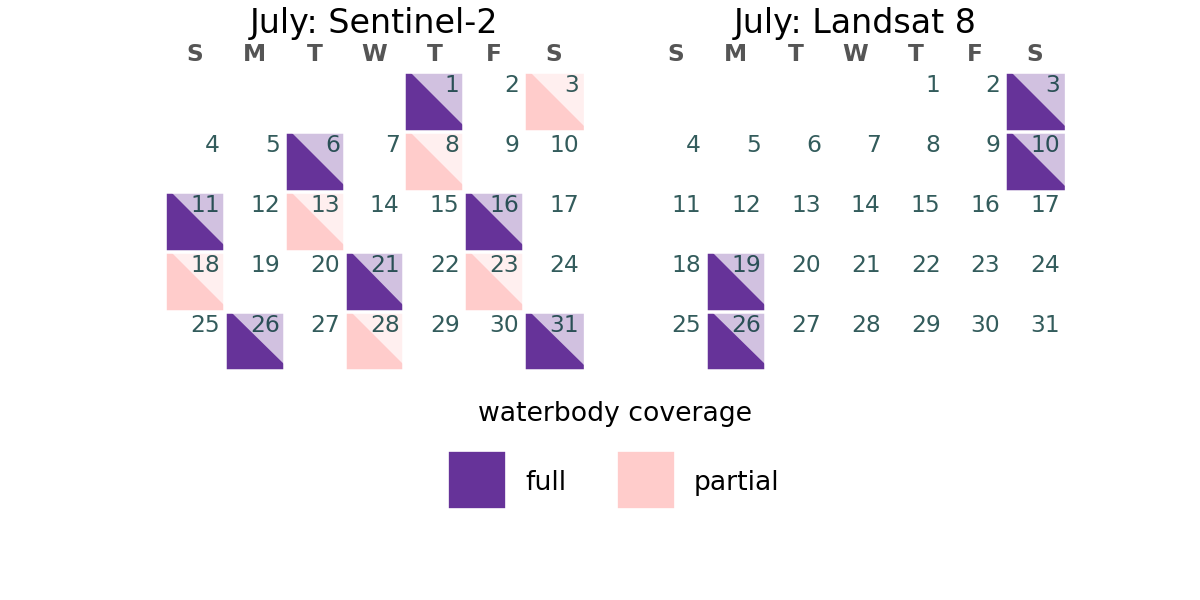 July: Sentinel-2
S M T W T F S
1 2 3
4 5 6 7 8 9 10
11 12 13 14 15 16 17
18 19 20 21 22 23 24
25 26 27 28 29 30 31
July: Landsat 8
S M T W T F S
1 2 3
4 5 6 7 8 9 10
11 12 13 14 15 16 17
18 19 20 21 22 23 24
25 26 27 28 29 30 31
waterbody coverage
full partial